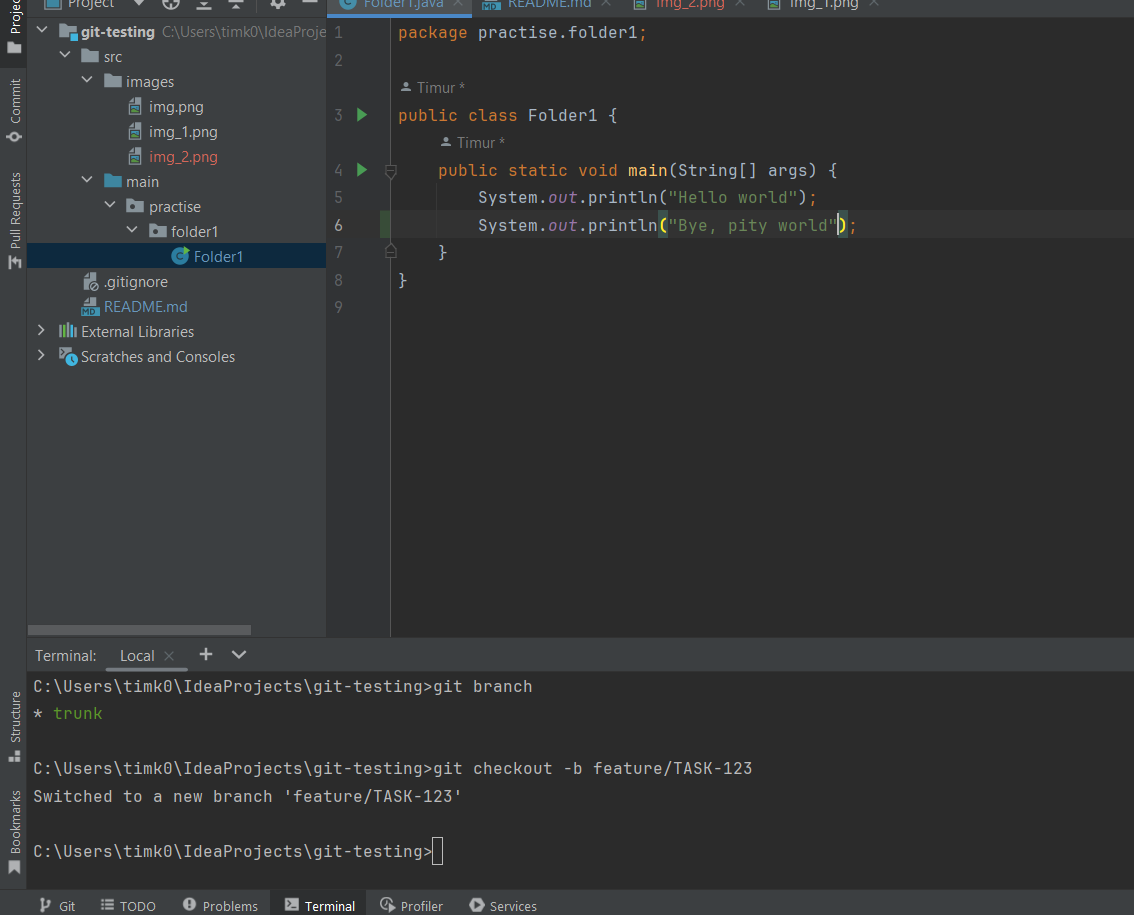 Project
Folder1.java
README.md
img_2.png
img_1.png
Project
Commit
Pull Requests
Structure
Bookmarks
git-testing C:\Users\timk0\IdeaProje
src
images
img.png
img_1.png
img_2.png
main
practise
folder1
Folder1
.gitignore
README.md
External Libraries
Scratches and Consoles
1 package practise.folder1;
2
Timur *
3 public class Folder1 {
Timur *
4 public static void main(String[] args) {
5 System.out.println("Hello world");
6 System.out.println("Bye, pity world");
7 }
8 }
9
Terminal: Local
C:\Users\timk0\IdeaProjects\git-testing>git branch
* trunk
C:\Users\timk0\IdeaProjects\git-testing>git checkout -b feature/TASK-123
Switched to a new branch 'feature/TASK-123'
C:\Users\timk0\IdeaProjects\git-testing>
Git TODO Problems Terminal Profiler Services